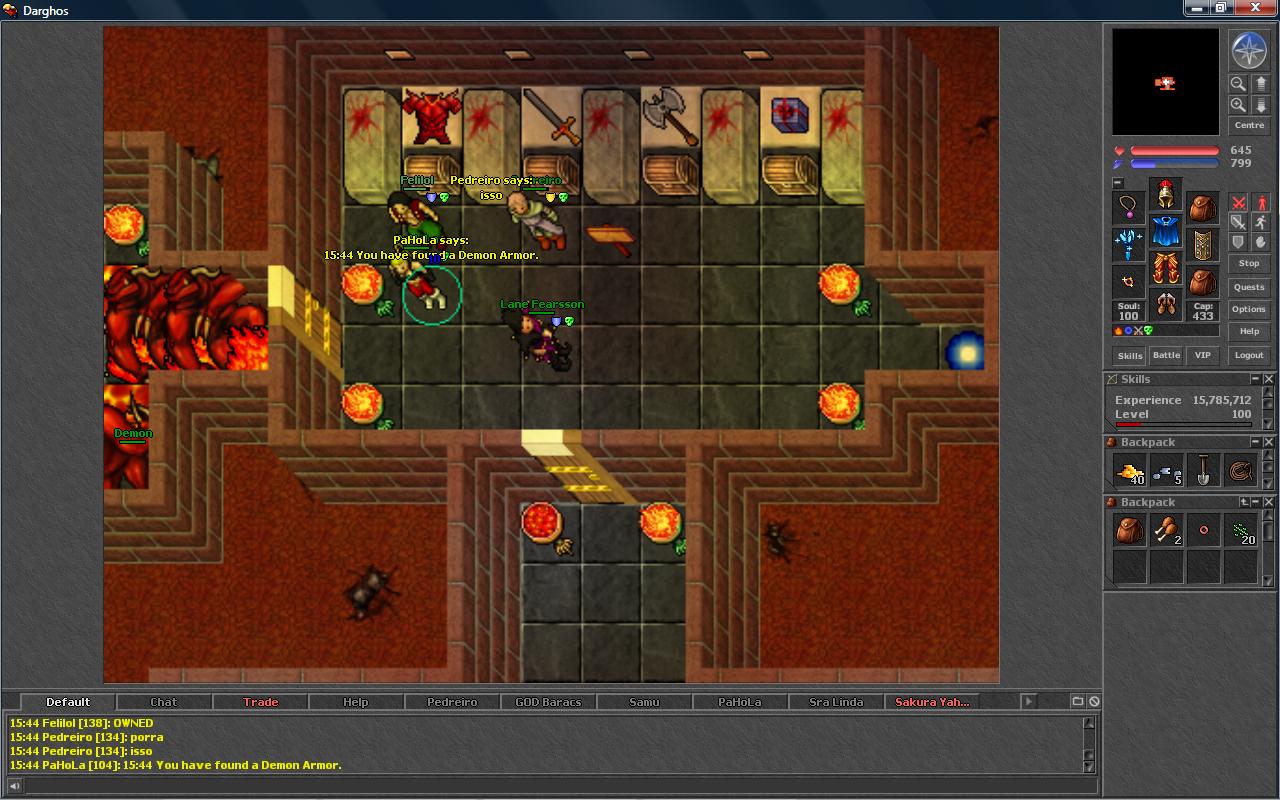 Darghos
Felilol
Pedreiro says:
isso
PaHoLa says:
15:44 You have found a Demon Armor.
Lane Fearsson
Demon
Centre
645
799
Soul:
100
Cap:
433
Stop
Quests
Options
Help
Skills Battle VIP Logout
Skills
Experience 15,785,712
Level 100
Backpack
40 5
Backpack
2 20
Default Chat Trade Help Pedreiro GOD Baracs Samu PaHoLa Sra Linda Sakura Yah...
15:44 Felilol [138]: OWNED
15:44 Pedreiro [134]: porra
15:44 Pedreiro [134]: isso
15:44 PaHoLa [104]: 15:44 You have found a Demon Armor.